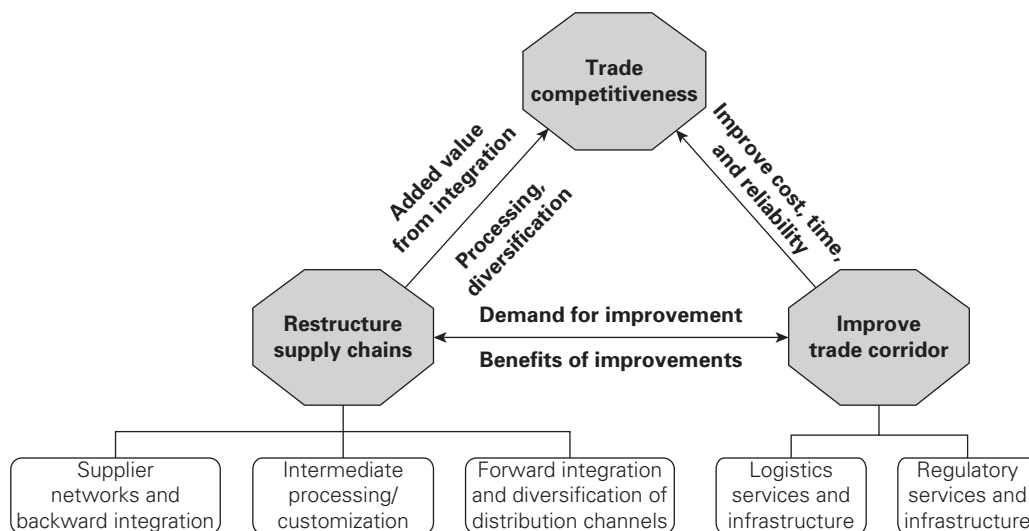 Trade
competitiveness
Added value
from integration
Processing,
diversification
Improve cost, time,
and reliability
Restructure
supply chains
Demand for improvement
Benefits of improvements
Improve
trade corridor
Supplier
networks and
backward integration
Intermediate
processing/
customization
Forward integration
and diversification of
distribution channels
Logistics
services and
infrastructure
Regulatory
services and
infrastructure